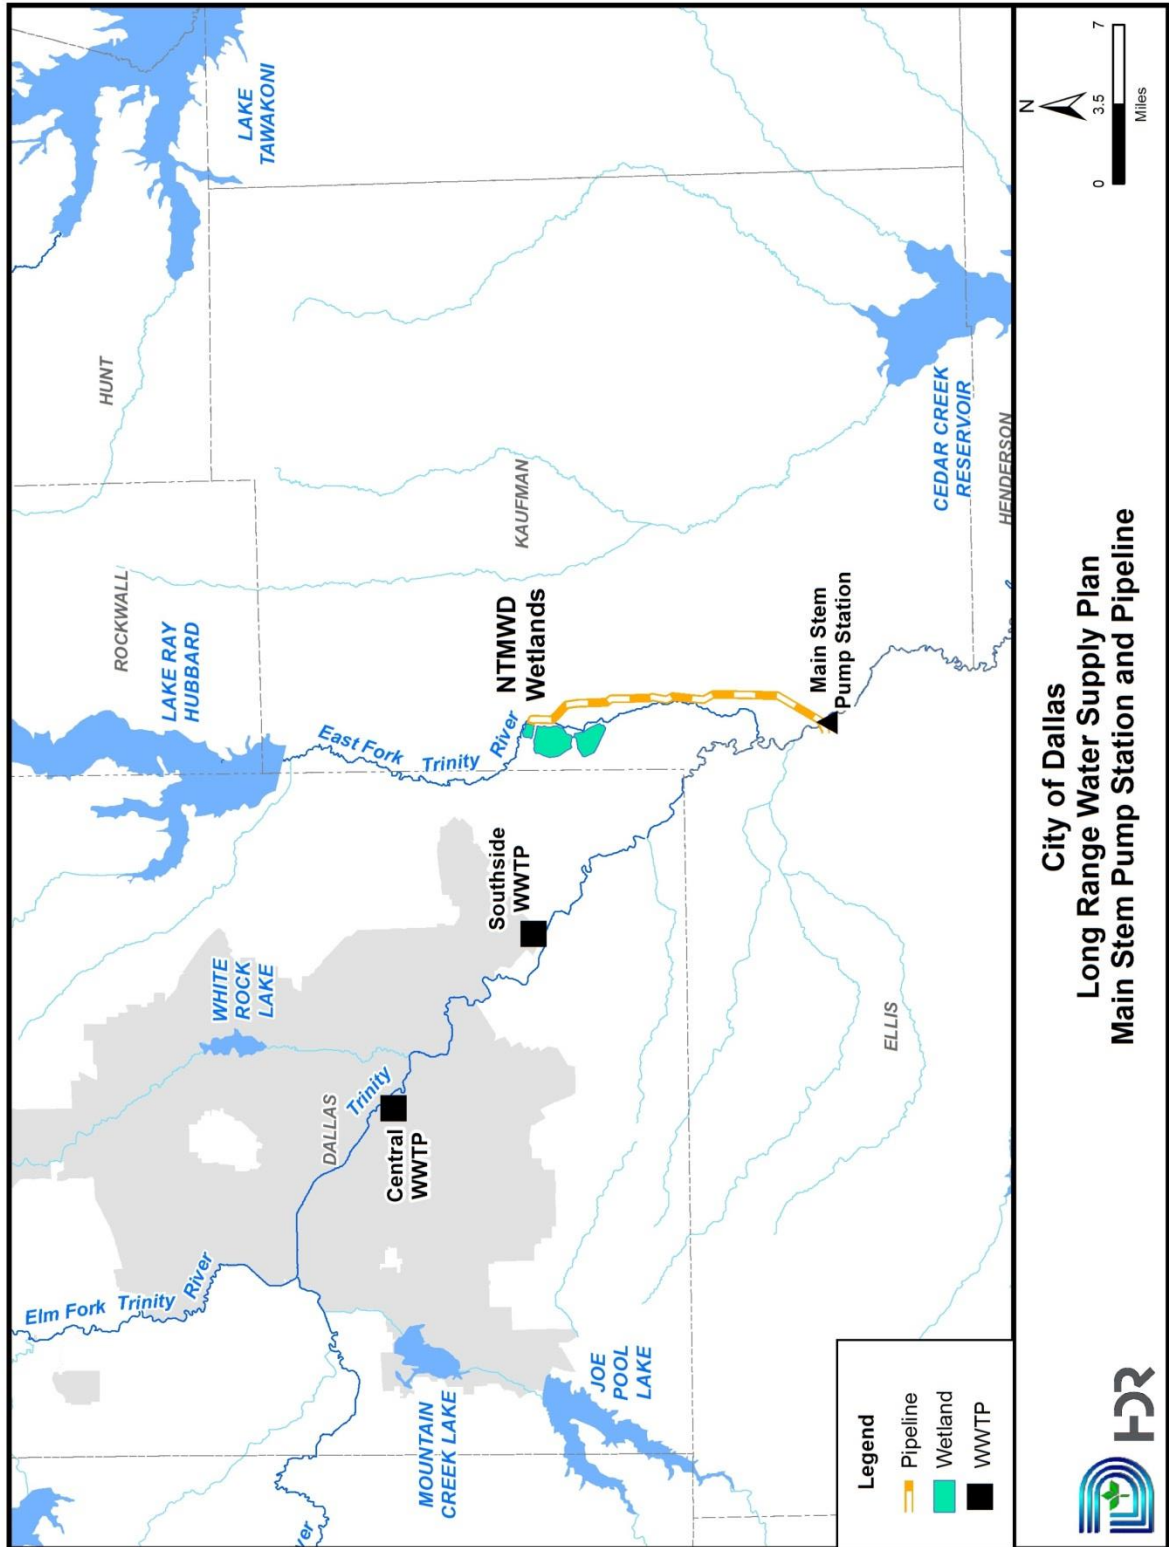 LAKE
TAWAKONI
HUNT
ROCKWALL
LAKE RAY
HUBBARD
WHITE
ROCK
LAKE
Elm Fork Trinity River
DALLAS
Trinity
Central
WWTP
East Fork Trinity River
Southside
WWTP
NTMWD
Wetlands
KAUFMAN
MOUNTAIN
CREEK LAKE
JOE
POOL
LAKE
ver
ELLIS
Main Stem
Pump Station
CEDAR CREEK
RESERVOIR
HENDERSON
Legend
Pipeline
Wetland
WWTP
HDR
City of Dallas
Long Range Water Supply Plan
Main Stem Pump Station and Pipeline
N
0 3.5 7
Miles